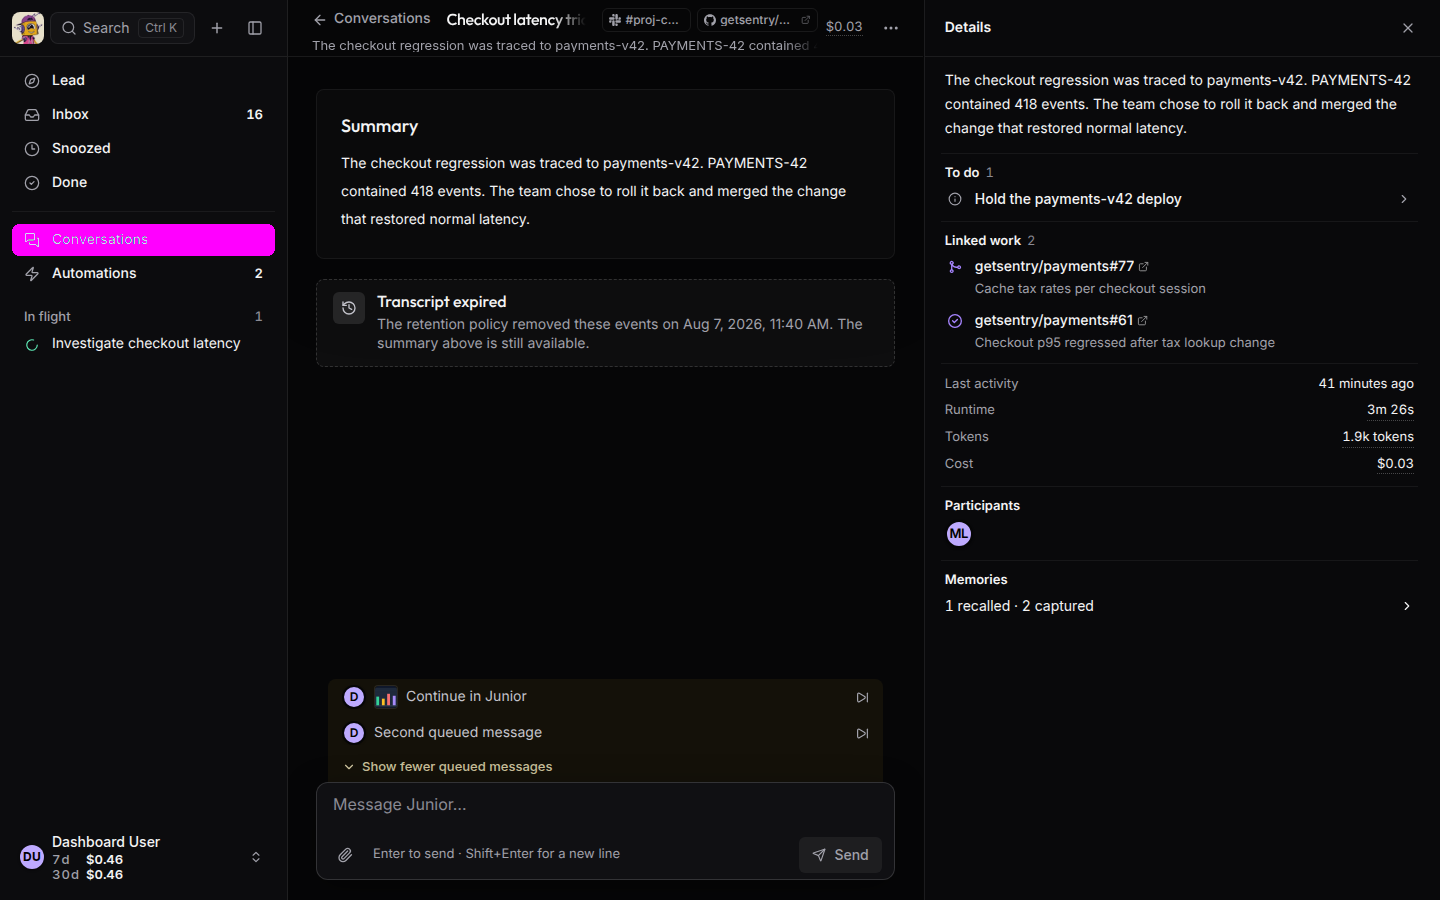 Search Ctrl K
Lead
Inbox 16
Snoozed
Done
Conversations
Automations 2
In flight 1
Investigate checkout latency
Dashboard User
7d $0.46
30d $0.46
DU
Conversations
Checkout latency
#proj-c...
getsentry/...
$0.03
The checkout regression was traced to payments-v42. PAYMENTS-42 contained
Summary
The checkout regression was traced to payments-v42. PAYMENTS-42
contained 418 events. The team chose to roll it back and merged the change
that restored normal latency.
Transcript expired
The retention policy removed these events on Aug 7, 2026, 11:40 AM. The
summary above is still available.
D Continue in Junior
D Second queued message
Show fewer queued messages
Message Junior...
Enter to send · Shift+Enter for a new line
Send
Details
The checkout regression was traced to payments-v42. PAYMENTS-42
contained 418 events. The team chose to roll it back and merged the
change that restored normal latency.
To do 1
Hold the payments-v42 deploy
Linked work 2
getsentry/payments#77
Cache tax rates per checkout session
getsentry/payments#61
Checkout p95 regressed after tax lookup change
Last activity 41 minutes ago
Runtime 3m 26s
Tokens 1.9k tokens
Cost $0.03
Participants
ML
Memories
1 recalled · 2 captured